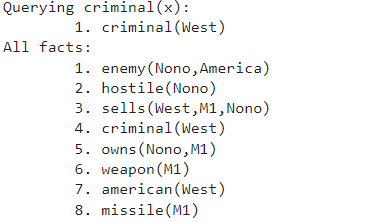 Querying criminal(x):
1. criminal(West)
All facts:
1. enemy(Nono,America)
2. hostile(Nono)
3. sells(West,M1,Nono)
4. criminal(West)
5. owns(Nono,M1)
6. weapon(M1)
7. american(West)
8. missile(M1)